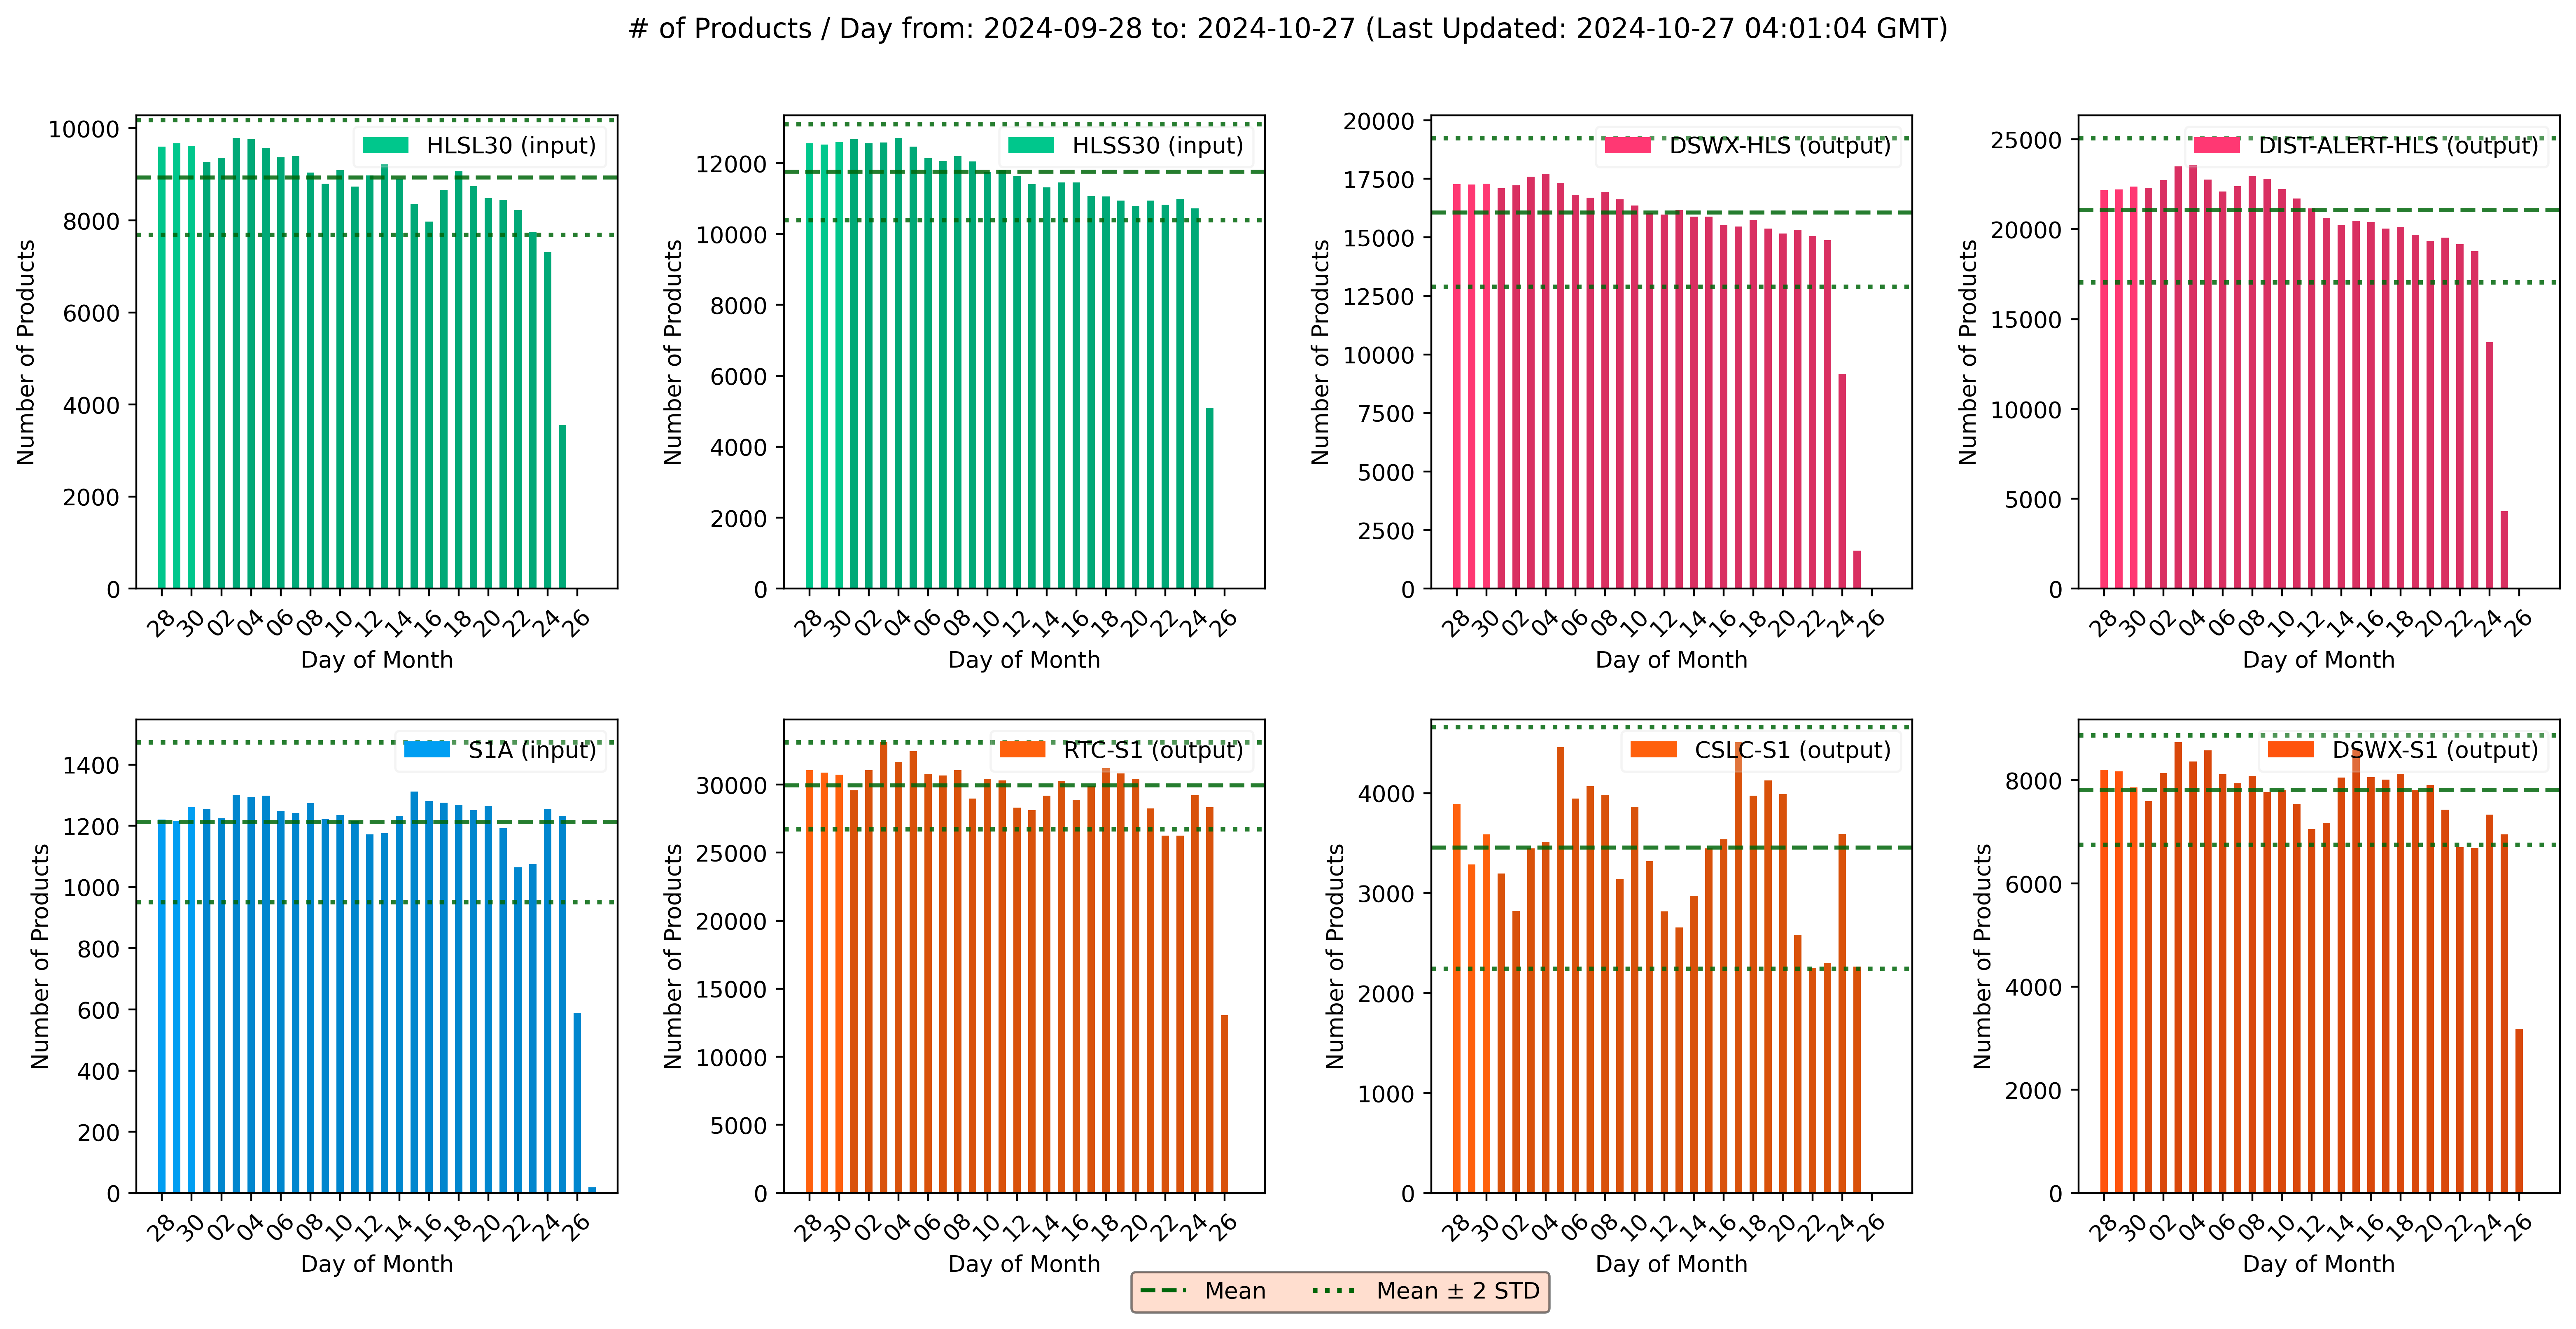 # of Products / Day from: 2024-09-28 to: 2024-10-27 (Last Updated: 2024-10-27 04:01:04 GMT)
HLSL30 (input)
Number of Products
10000
8000
6000
4000
2000
0
28 30 02 04 06 08 10 12 14 16 18 20 22 24 26
Day of Month
HLSS30 (input)
Number of Products
12000
10000
8000
6000
4000
2000
0
28 30 02 04 06 08 10 12 14 16 18 20 22 24 26
Day of Month
DSWX-HLS (output)
Number of Products
20000
17500
15000
12500
10000
7500
5000
2500
0
28 30 02 04 06 08 10 12 14 16 18 20 22 24 26
Day of Month
DIST-ALERT-HLS (output)
Number of Products
25000
20000
15000
10000
5000
0
28 30 02 04 06 08 10 12 14 16 18 20 22 24 26
Day of Month
S1A (input)
Number of Products
1400
1200
1000
800
600
400
200
0
28 30 02 04 06 08 10 12 14 16 18 20 22 24 26
Day of Month
RTC-S1 (output)
Number of Products
30000
25000
20000
15000
10000
5000
0
28 30 02 04 06 08 10 12 14 16 18 20 22 24 26
Day of Month
CSLC-S1 (output)
Number of Products
4000
3000
2000
1000
0
28 30 02 04 06 08 10 12 14 16 18 20 22 24 26
Day of Month
DSWX-S1 (output)
Number of Products
8000
6000
4000
2000
0
28 30 02 04 06 08 10 12 14 16 18 20 22 24 26
Day of Month
Mean
Mean ± 2 STD